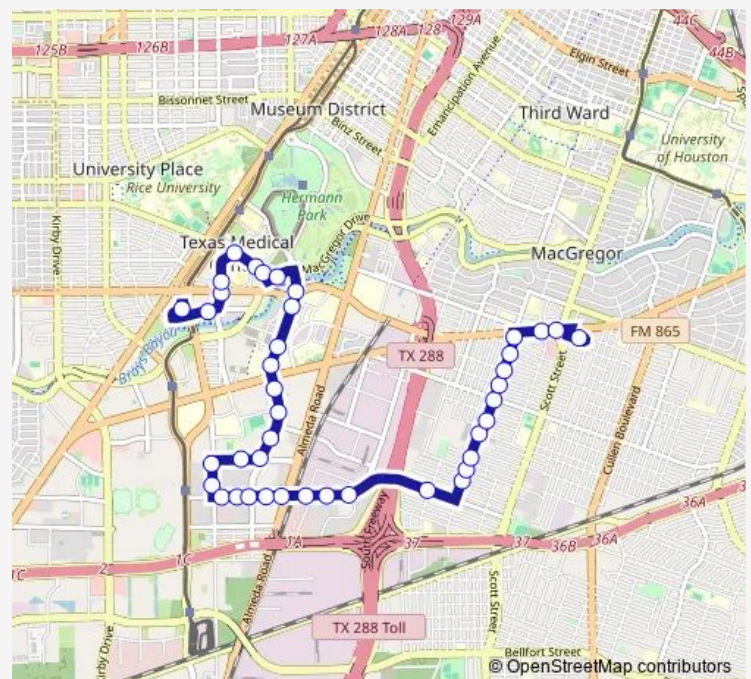 44C
129A
128A 128
127A
125B
126B
44B
Elgin Street
Emancipation Avenue
Bissonnet Street
Museum District
Third Ward
Binz Street
University
of Houston
University Place
Rice University
Hermann
Park
Kirby Drive
MacGregor Drive
Texas Medical
MacGregor
FM 865
Brays Bayou
TX 288
Scott Street
Almeda Road
Cullen Boulevard
36A
South Freeway
1A
37
37
36B
36A
1C
2
1C
Almeda Road
Scott Street
Kirby Drive
TX 288 Toll
Bellfort Street
© OpenStreetMap contributors